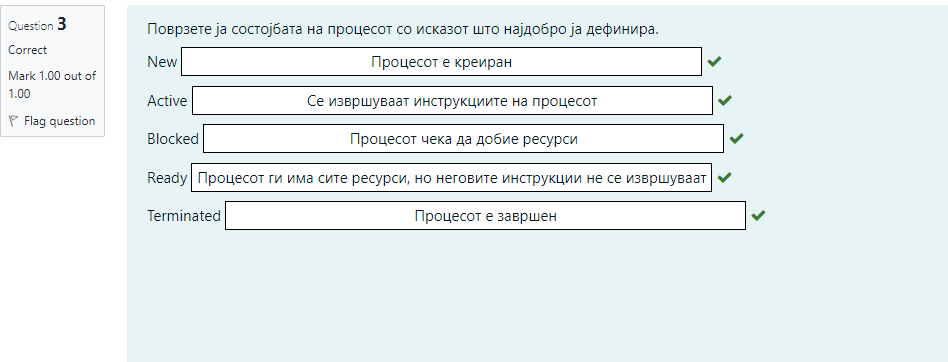 Question 3
Correct
Mark 1.00 out of
1.00
Flag question
Поврзете ја состојбата на процесот со исказот што најдобро ја дефинира.
New Процесот е креиран
Active Се извршуваат инструкциите на процесот
Blocked Процесот чека да добие ресурси
Ready Процесот ги има сите ресурси, но неговите инструкции не се извршуваат
Terminated Процесот е завршен